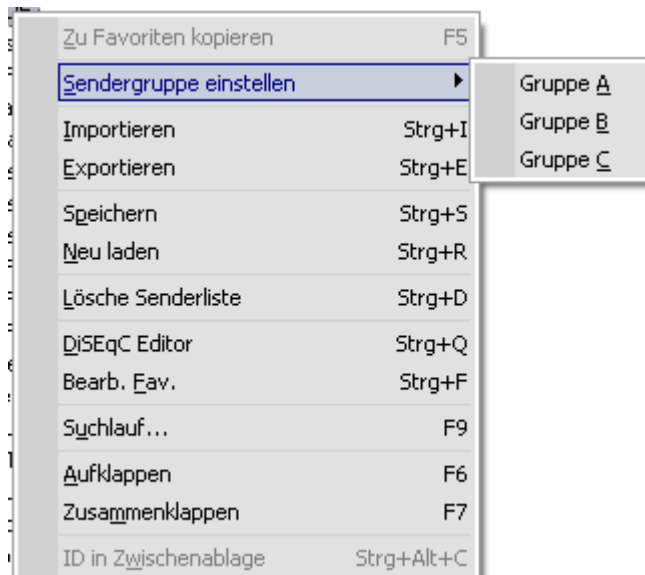 Zu Favoriten kopieren F5
Sendergruppe einstellen
Gruppe A
Gruppe B
Gruppe C
Importieren Strg+I
Exportieren Strg+E
Speichern Strg+S
Neu laden Strg+R
Lösche Senderliste Strg+D
DiSEqC Editor Strg+Q
Bearb. Fav. Strg+F
Suchlauf... F9
Aufklappen F6
Zusammenklappen F7
ID in Zwischenablage Strg+Alt+C